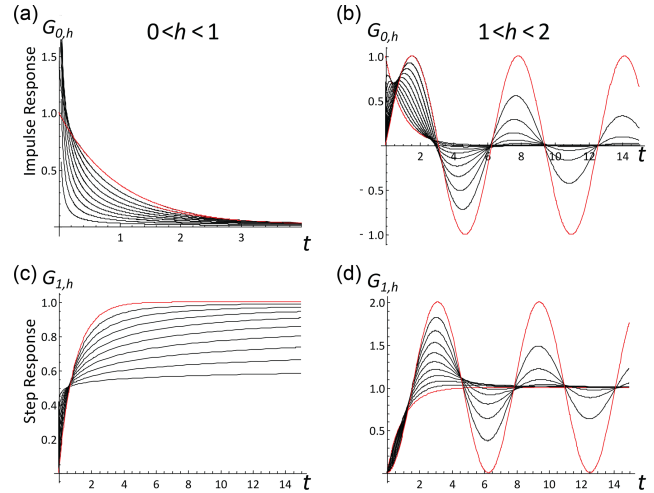 (a)
G0,h
0<h<1
Impulse Response
1.5
1.0
0.5
1
2
3
t
(b)
G0,h
1<h<2
1.0
0.5
- 0.5
- 1.0
2
4
6
8
10
12
14
t
(c)
G1,h
Step Response
1.0
0.8
0.6
0.4
0.2
2
4
6
8
10
12
14
t
(d)
G1,h
2.0
1.5
1.0
0.5
2
4
6
8
10
12
14
t